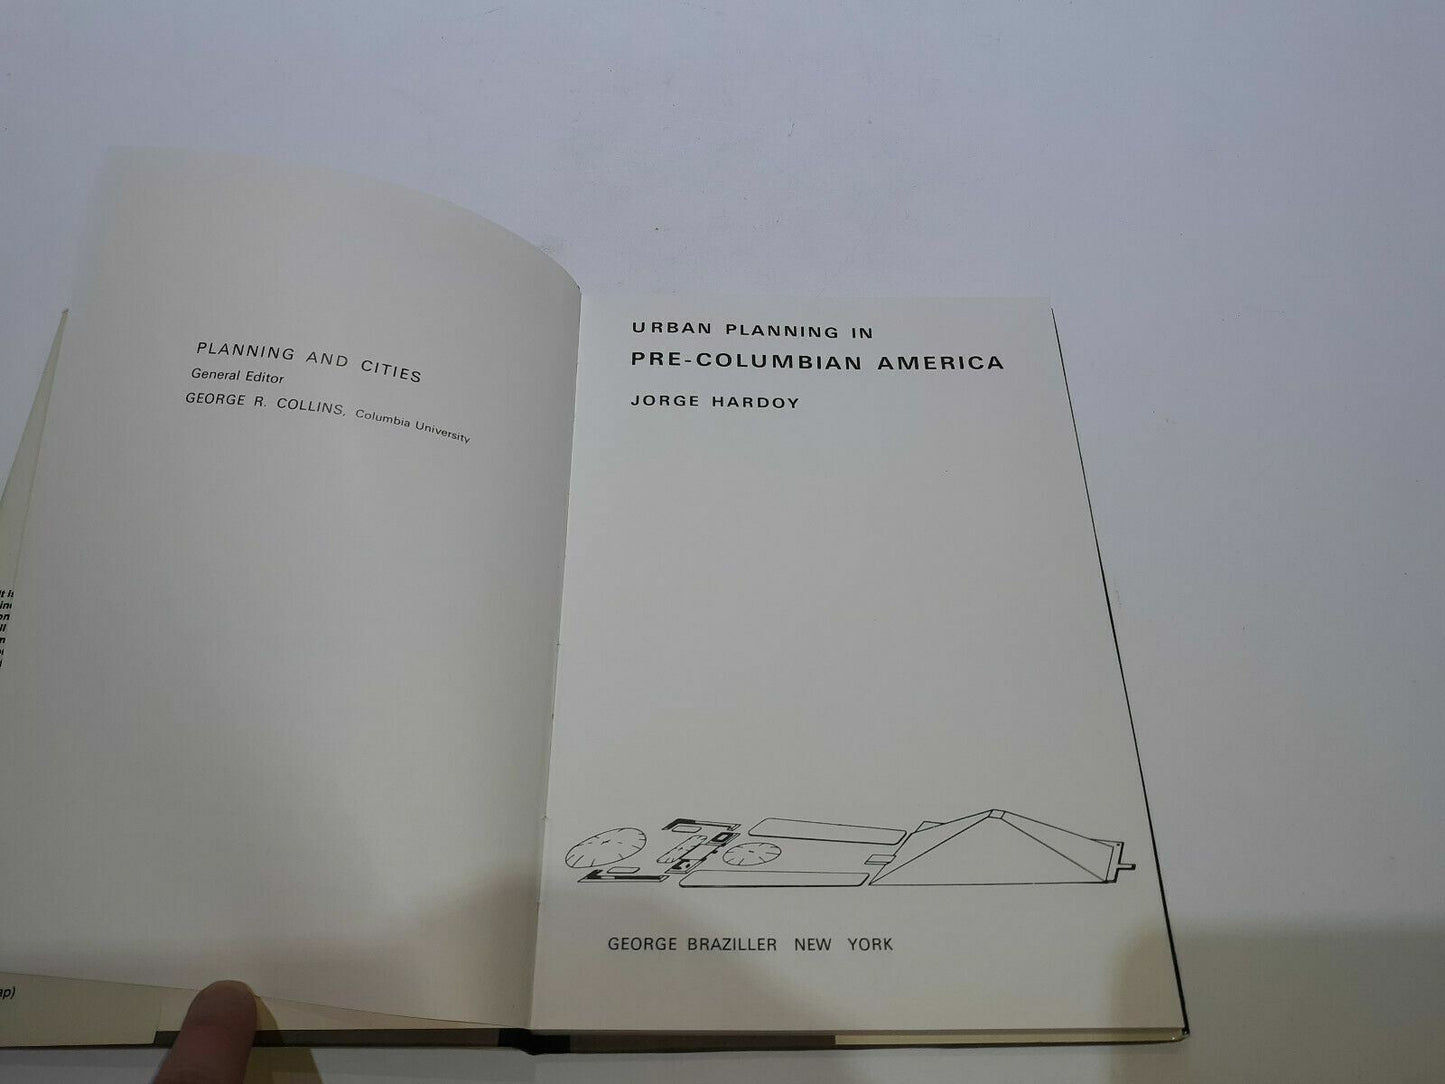 PLANNING AND CITIES
General Editor
GEORGE R. COLLINS, Columbia University
URBAN PLANNING IN
PRE-COLUMBIAN AMERICA
JORGE HARDOY
GEORGE BRAZILLER NEW YORK